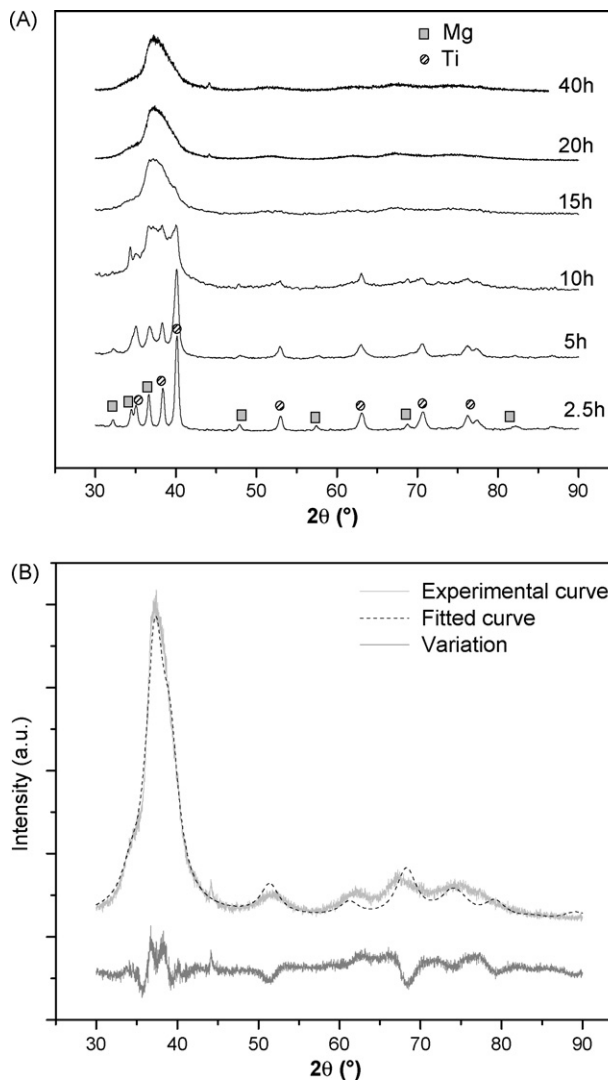 (A)
Mg
Ti
40h
20h
15h
10h
5h
2.5h
30 40 50 60 70 80 90
2θ (°)
(B)
Experimental curve
Fitted curve
Variation
Intensity (a.u.)
30 40 50 60 70 80 90
2θ (°)